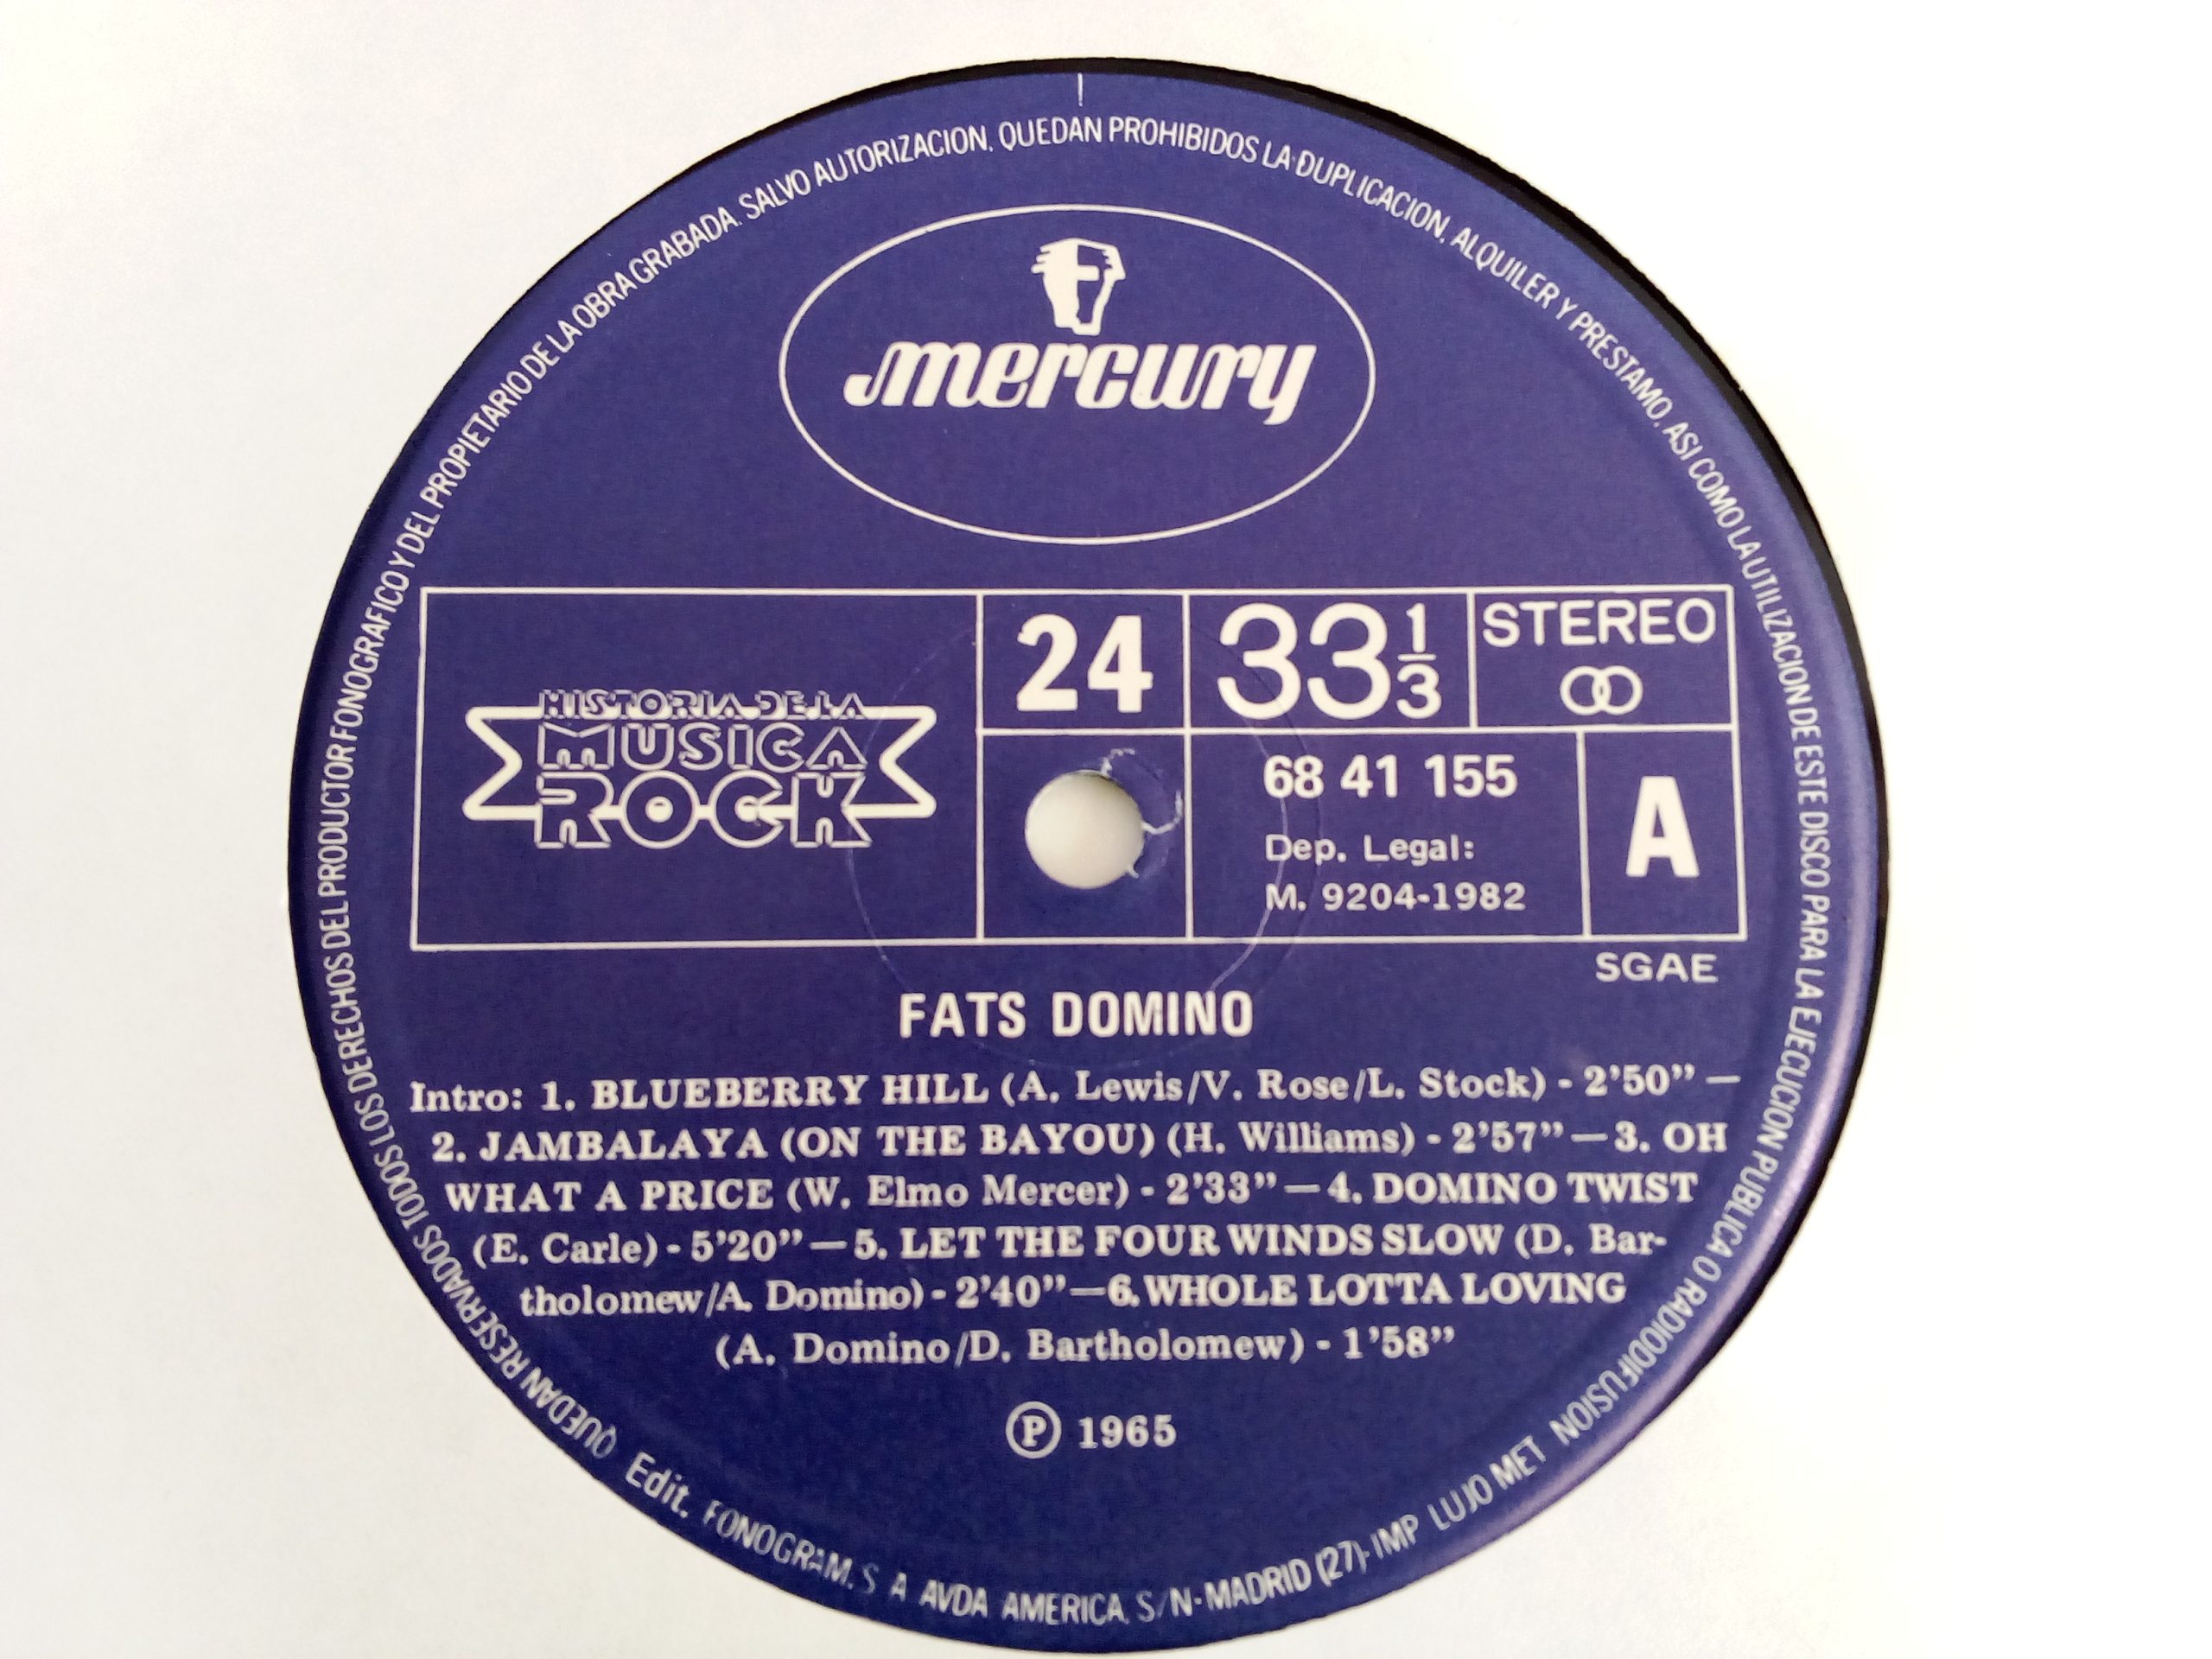 QUEDAN RESERVADOS TODOS LOS DERECHOS DEL PRODUCTOR FONOGRAFICO Y DEL PROPIETARIO DE LA OBRA GRABADA. SALVO AUTORIZACION, QUEDAN PROHIBIDOS LA DUPLICACION, ALQUILER Y PRESTAMO, ASI COMO LA UTILIZACION DE ESTE DISCO PARA LA EJECUCION PUBLICA O RADIODIFUSION
mercury
HISTORIA DE LA
MUSICA
ROCK
24
33 1/3
STEREO
68 41 155
Dep. Legal:
M. 9204-1982
A
SGAE
FATS DOMINO
Intro: 1. BLUEBERRY HILL (A. Lewis/V. Rose/L. Stock) - 2'50" —
2. JAMBALAYA (ON THE BAYOU) (H. Williams) - 2'57" — 3. OH
WHAT A PRICE (W. Elmo Mercer) - 2'33" — 4. DOMINO TWIST
(E. Carle) - 5'20" — 5. LET THE FOUR WINDS SLOW (D. Bar-
tholomew/A. Domino) - 2'40" — 6. WHOLE LOTTA LOVING
(A. Domino/D. Bartholomew) - 1'58"
Ⓟ 1965
Edit. FONOGRAM, S A AVDA AMERICA, S/N - MADRID (27) - IMP LUJO MET